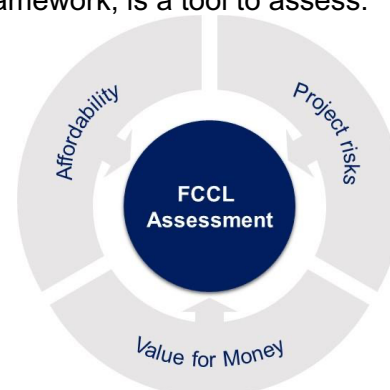 amework, is a tool to assess:
Affordability
Project risks
FCCL
Assessment
Value for Money